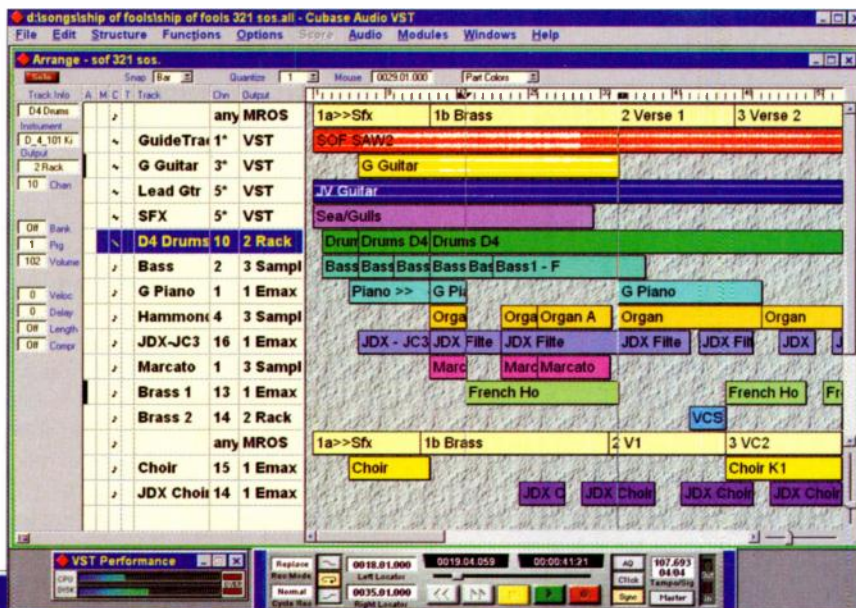 d:\songs\ship of fools\ship of fools 321 sos.all - Cubase Audio VST
File Edit Structure Functions Options Score Audio Modules Windows Help
Arrange - sof 321 sos.
Solo Snap Bar Quantize 1 Mouse 0029.01.000 Part Colors
Track Info A M C T Track Chn Output
D4 Drums any MROS 1a>>Sfx 1b Brass 2 Verse 1 3 Verse 2
Instrument
D_4_101 Ki GuideTrac 1* VST SOF SAW2
Output
2 Rack G Guitar 3* VST G Guitar
10 Chan Lead Gtr 5* VST JV Guitar
SFX 5* VST Sea/Gulls
Off Bank
1 Prg D4 Drums 10 2 Rack Drum Drums D4 Drums D4
102 Volume Bass 2 3 Sampl Bass Bass Bass Bass Bas Bass1 - F
0 Veloc G Piano 1 1 Emax Piano >> G Pia G Piano
0 Delay Hammond 4 3 Sampl Orga Orga Organ A Organ Organ
Off Length JDX-JC3 16 1 Emax JDX - JC3 JDX Filte JDX Filte JDX Filte JDX Filt JDX J
Off Compr Marcato 1 3 Sampl Marc Marc Marcato
Brass 1 13 1 Emax French Ho French Ho Fr
Brass 2 14 2 Rack VCS
any MROS 1a>>Sfx 1b Brass 2 V1 3 VC2
Choir 15 1 Emax Choir Choir K1
JDX Choir 14 1 Emax JDX C JDX Choir JDX Choir JDX Choir
VST Performance
CPU
DISK
OVER
Replace 0018.01.000 0019.04.059 00:00:41:21 AQ 107.693
Rec Mode Left Locator Click 04/04
Tempo/Sig
Normal 0035.01.000 Sync Master
Cycle Rec Right Locator